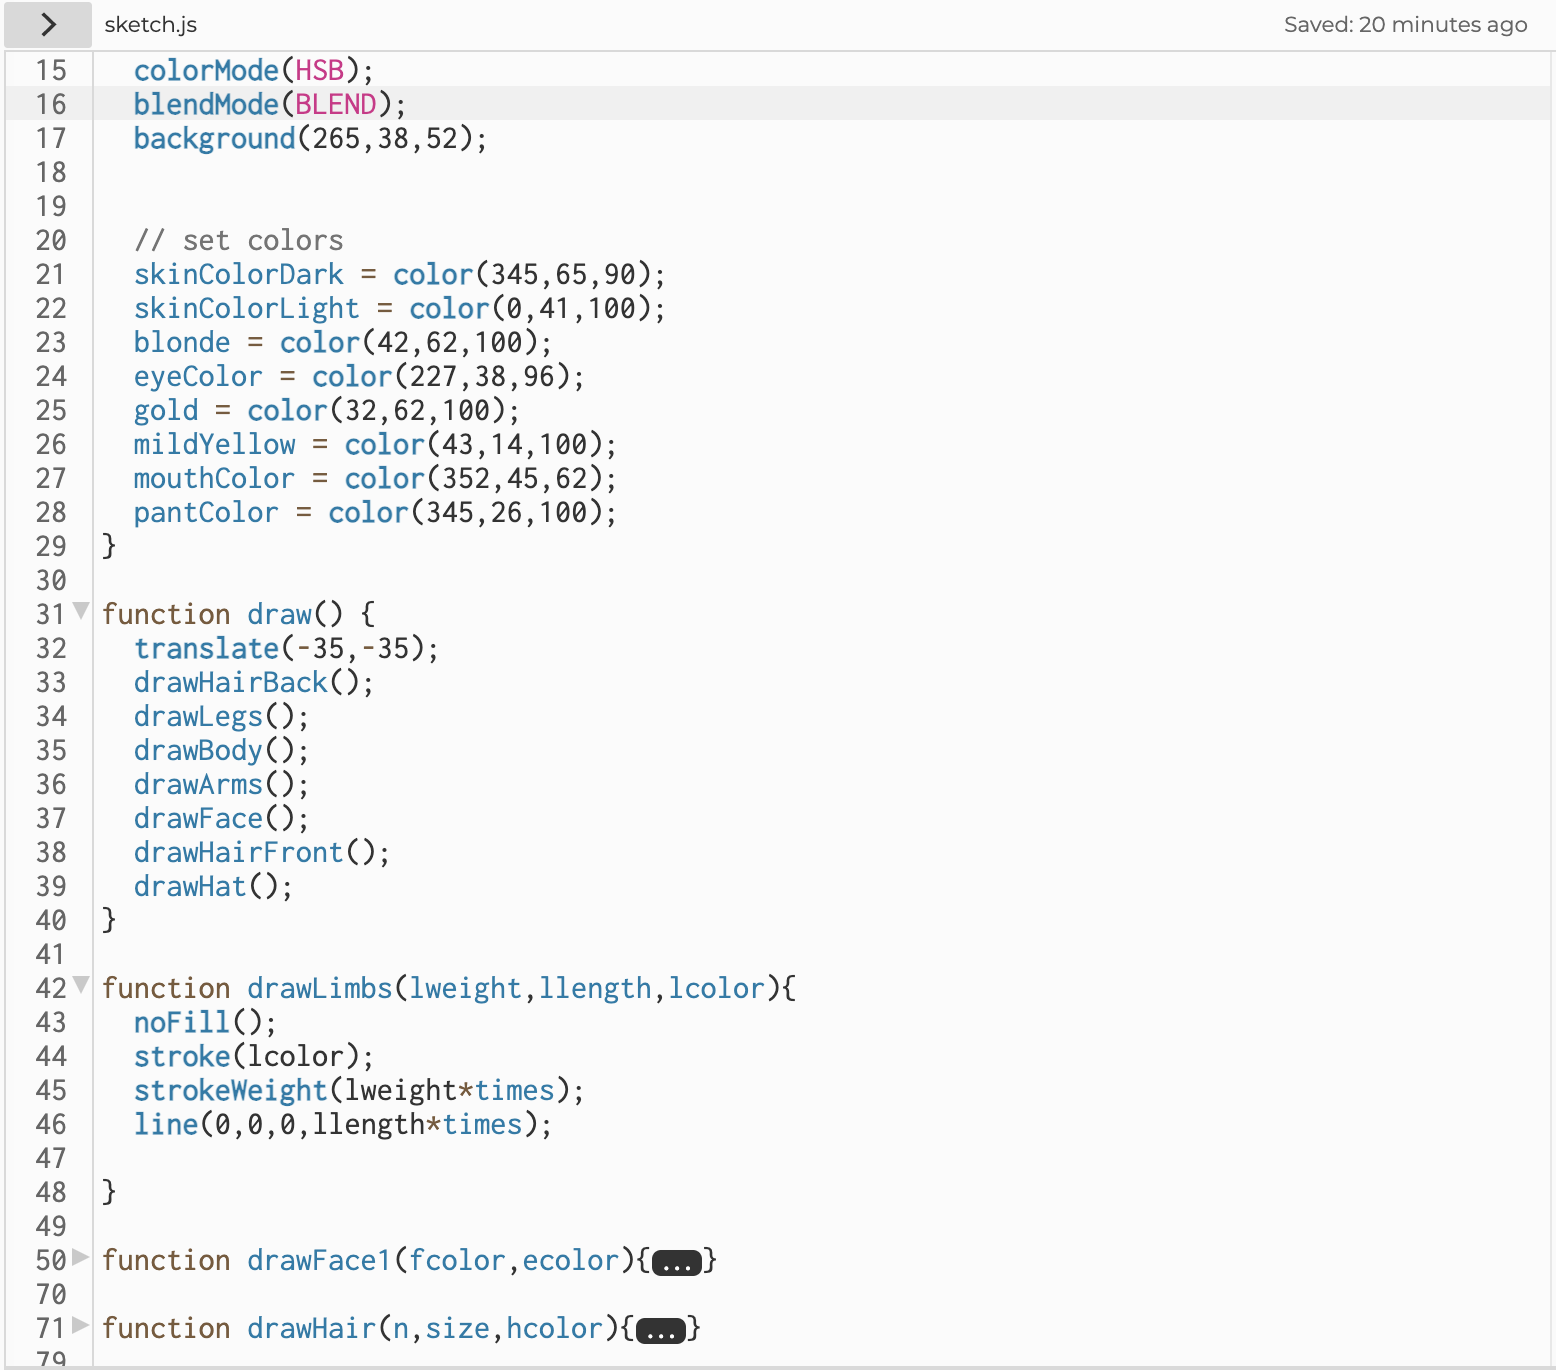 sketch.js
Saved: 20 minutes ago
15 colorMode(HSB);
16 blendMode(BLEND);
17 background(265,38,52);
18
19
20 // set colors
21 skinColorDark = color(345,65,90);
22 skinColorLight = color(0,41,100);
23 blonde = color(42,62,100);
24 eyeColor = color(227,38,96);
25 gold = color(32,62,100);
26 mildYellow = color(43,14,100);
27 mouthColor = color(352,45,62);
28 pantColor = color(345,26,100);
29 }
30
31 function draw() {
32 translate(-35,-35);
33 drawHairBack();
34 drawLegs();
35 drawBody();
36 drawArms();
37 drawFace();
38 drawHairFront();
39 drawHat();
40 }
41
42 function drawLimbs(lweight,llength,lcolor){
43 noFill();
44 stroke(lcolor);
45 strokeWeight(lweight*times);
46 line(0,0,0,llength*times);
47
48 }
49
50 function drawFace1(fcolor,ecolor){...}
70
71 function drawHair(n,size,hcolor){...}
79